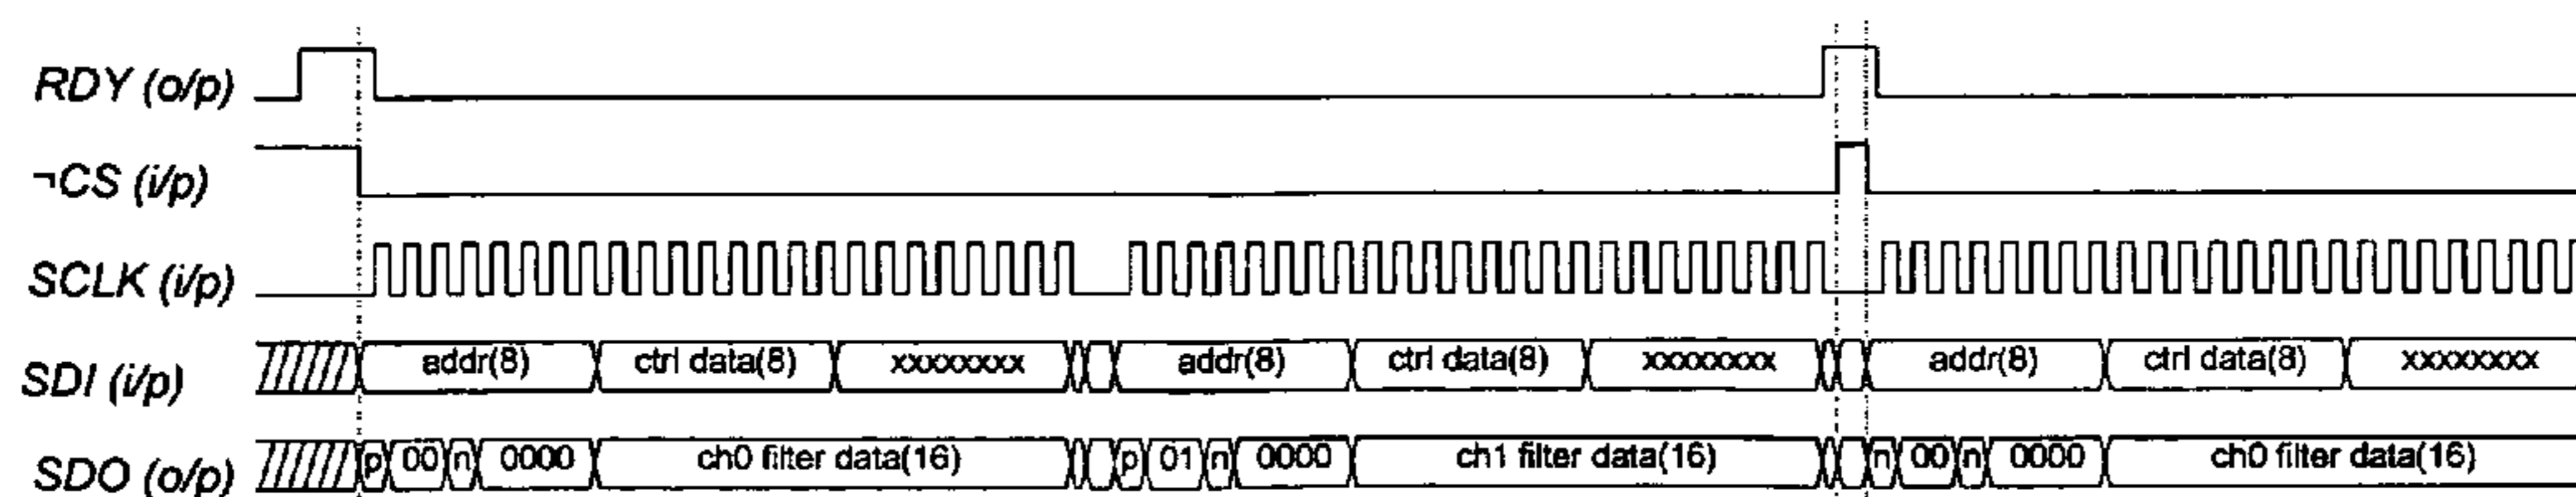 RDY (o/p)
¬CS (i/p)
SCLK (i/p)
SDI (i/p) addr(8) ctrl data(8) xxxxxxxx addr(8) ctrl data(8) xxxxxxxx addr(8) ctrl data(8) xxxxxxxx
SDO (o/p) p 00 n 0000 ch0 filter data(16) p 01 n 0000 ch1 filter data(16) n 00 n 0000 ch0 filter data(16)